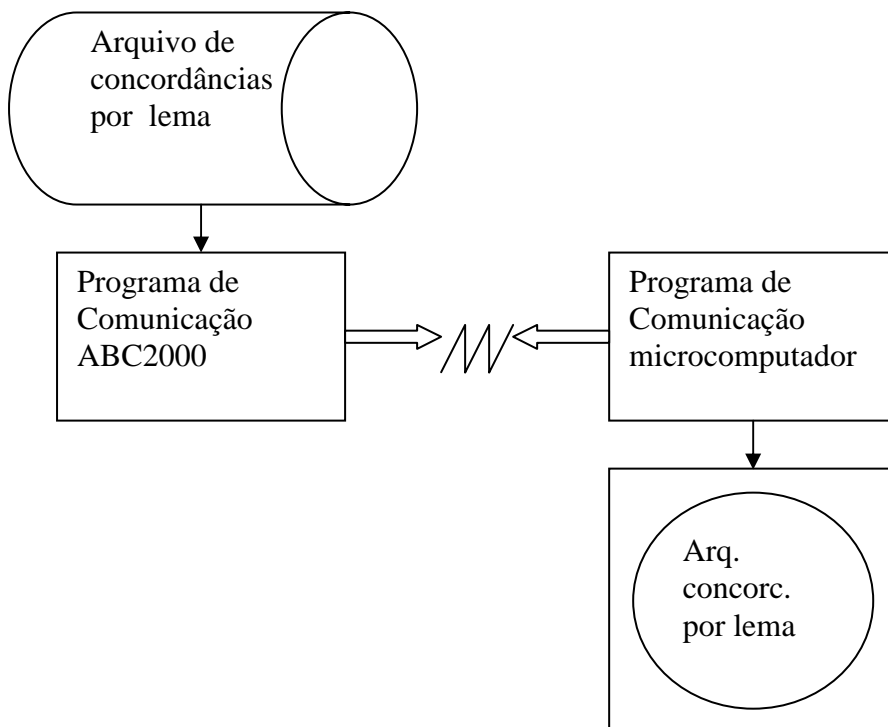 Arquivo de
concordâncias
por lema
Programa de
Comunicação
ABC2000
Programa de
Comunicação
microcomputador
Arq.
concorc.
por lema